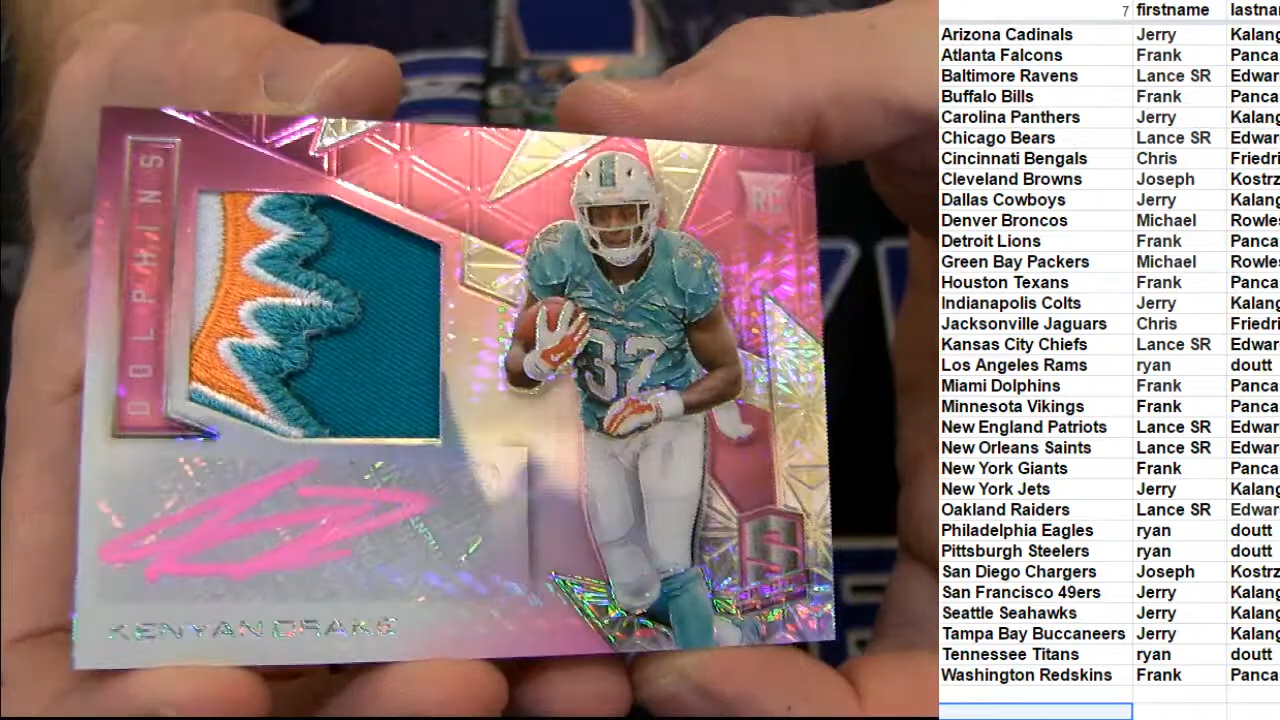 DOLPHINS
RC
32
KENYAN DRAKE
7 firstname lastna
Arizona Cadinals Jerry Kalang
Atlanta Falcons Frank Panca
Baltimore Ravens Lance SR Edwar
Buffalo Bills Frank Panca
Carolina Panthers Jerry Kalang
Chicago Bears Lance SR Edwar
Cincinnati Bengals Chris Friedri
Cleveland Browns Joseph Kostrz
Dallas Cowboys Jerry Kalang
Denver Broncos Michael Rowles
Detroit Lions Frank Panca
Green Bay Packers Michael Rowles
Houston Texans Frank Panca
Indianapolis Colts Jerry Kalang
Jacksonville Jaguars Chris Friedri
Kansas City Chiefs Lance SR Edwar
Los Angeles Rams ryan doutt
Miami Dolphins Frank Panca
Minnesota Vikings Frank Panca
New England Patriots Lance SR Edwar
New Orleans Saints Lance SR Edwar
New York Giants Frank Panca
New York Jets Jerry Kalang
Oakland Raiders Lance SR Edwar
Philadelphia Eagles ryan doutt
Pittsburgh Steelers ryan doutt
San Diego Chargers Joseph Kostrz
San Francisco 49ers Jerry Kalang
Seattle Seahawks Jerry Kalang
Tampa Bay Buccaneers Jerry Kalang
Tennessee Titans ryan doutt
Washington Redskins Frank Panca